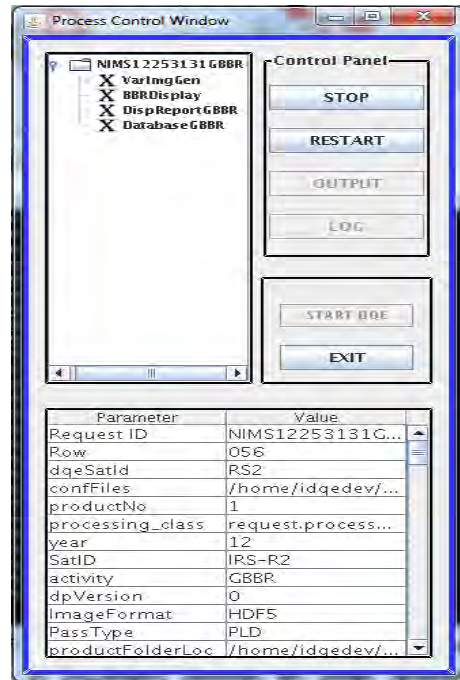 Process Control Window
NIMS12253131GBBR
VarImgGen
BBRDisplay
DispReportGBBR
DatabaseGBBR
Control Panel
STOP
RESTART
OUTPUT
LOG
START DQE
EXIT
Parameter Value
Request ID NIMS12253131G...
Row 056
dqeSatId RS2
confFiles /home/idqedev/...
productNo 1
processing_class request.process...
year 12
SatID IRS-R2
activity GBBR
dpVersion 0
ImageFormat HDF5
PassType PLD
productFolderLoc /home/idqedev/...